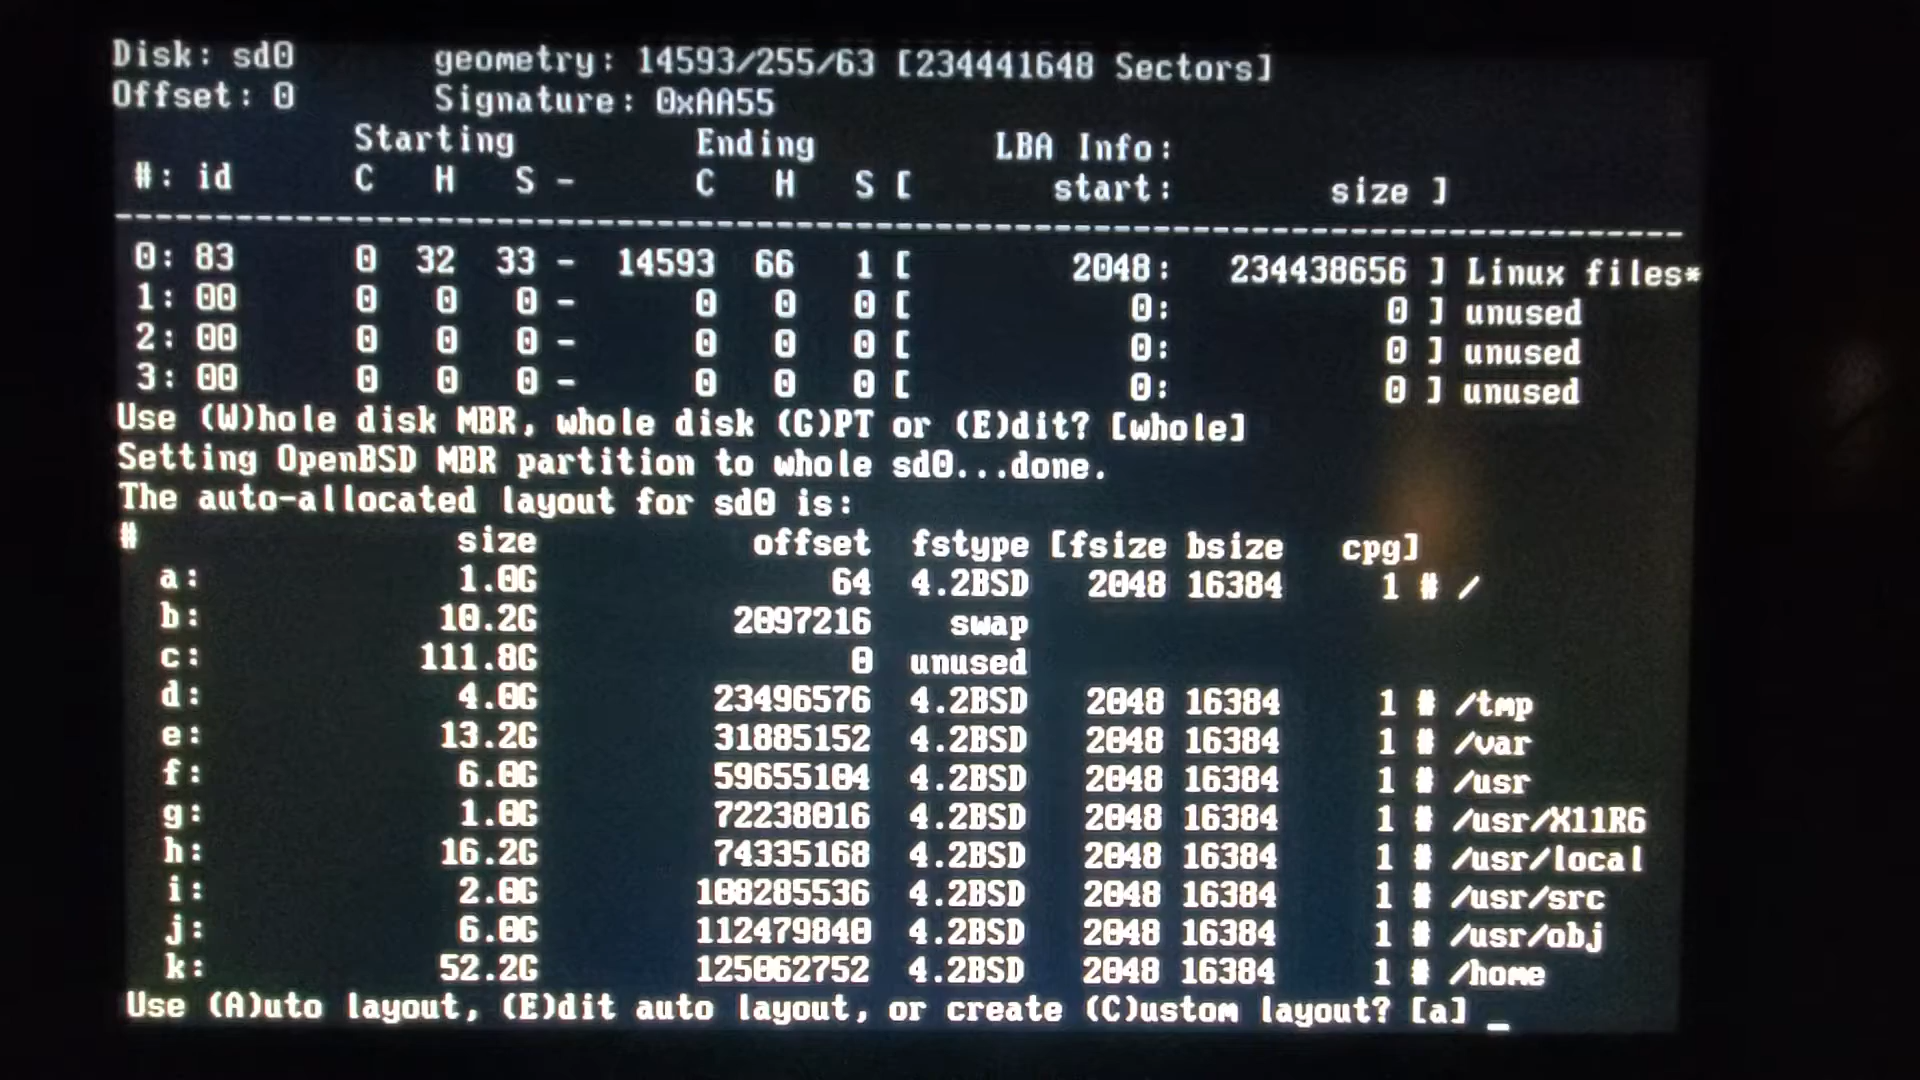 Disk: sd0 geometry: 14593/255/63 [234441648 Sectors]
Offset: 0 Signature: 0xAA55
Starting Ending LBA Info:
#: id C H S - C H S [ start: size ]
-------------------------------------------------------------------------------
0: 83 0 32 33 - 14593 66 1 [ 2048: 234438656 ] Linux files*
1: 00 0 0 0 - 0 0 0 [ 0: 0 ] unused
2: 00 0 0 0 - 0 0 0 [ 0: 0 ] unused
3: 00 0 0 0 - 0 0 0 [ 0: 0 ] unused
Use (W)hole disk MBR, whole disk (G)PT or (E)dit? [whole]
Setting OpenBSD MBR partition to whole sd0...done.
The auto-allocated layout for sd0 is:
# size offset fstype [fsize bsize cpg]
a: 1.0G 64 4.2BSD 2048 16384 1 # /
b: 10.2G 2097216 swap
c: 111.8G 0 unused
d: 4.0G 23496576 4.2BSD 2048 16384 1 # /tmp
e: 13.2G 31885152 4.2BSD 2048 16384 1 # /var
f: 6.0G 59655104 4.2BSD 2048 16384 1 # /usr
g: 1.0G 72238016 4.2BSD 2048 16384 1 # /usr/X11R6
h: 16.2G 74335168 4.2BSD 2048 16384 1 # /usr/local
i: 2.0G 108285536 4.2BSD 2048 16384 1 # /usr/src
j: 6.0G 112479840 4.2BSD 2048 16384 1 # /usr/obj
k: 52.2G 125062752 4.2BSD 2048 16384 1 # /home
Use (A)uto layout, (E)dit auto layout, or create (C)ustom layout? [a] _